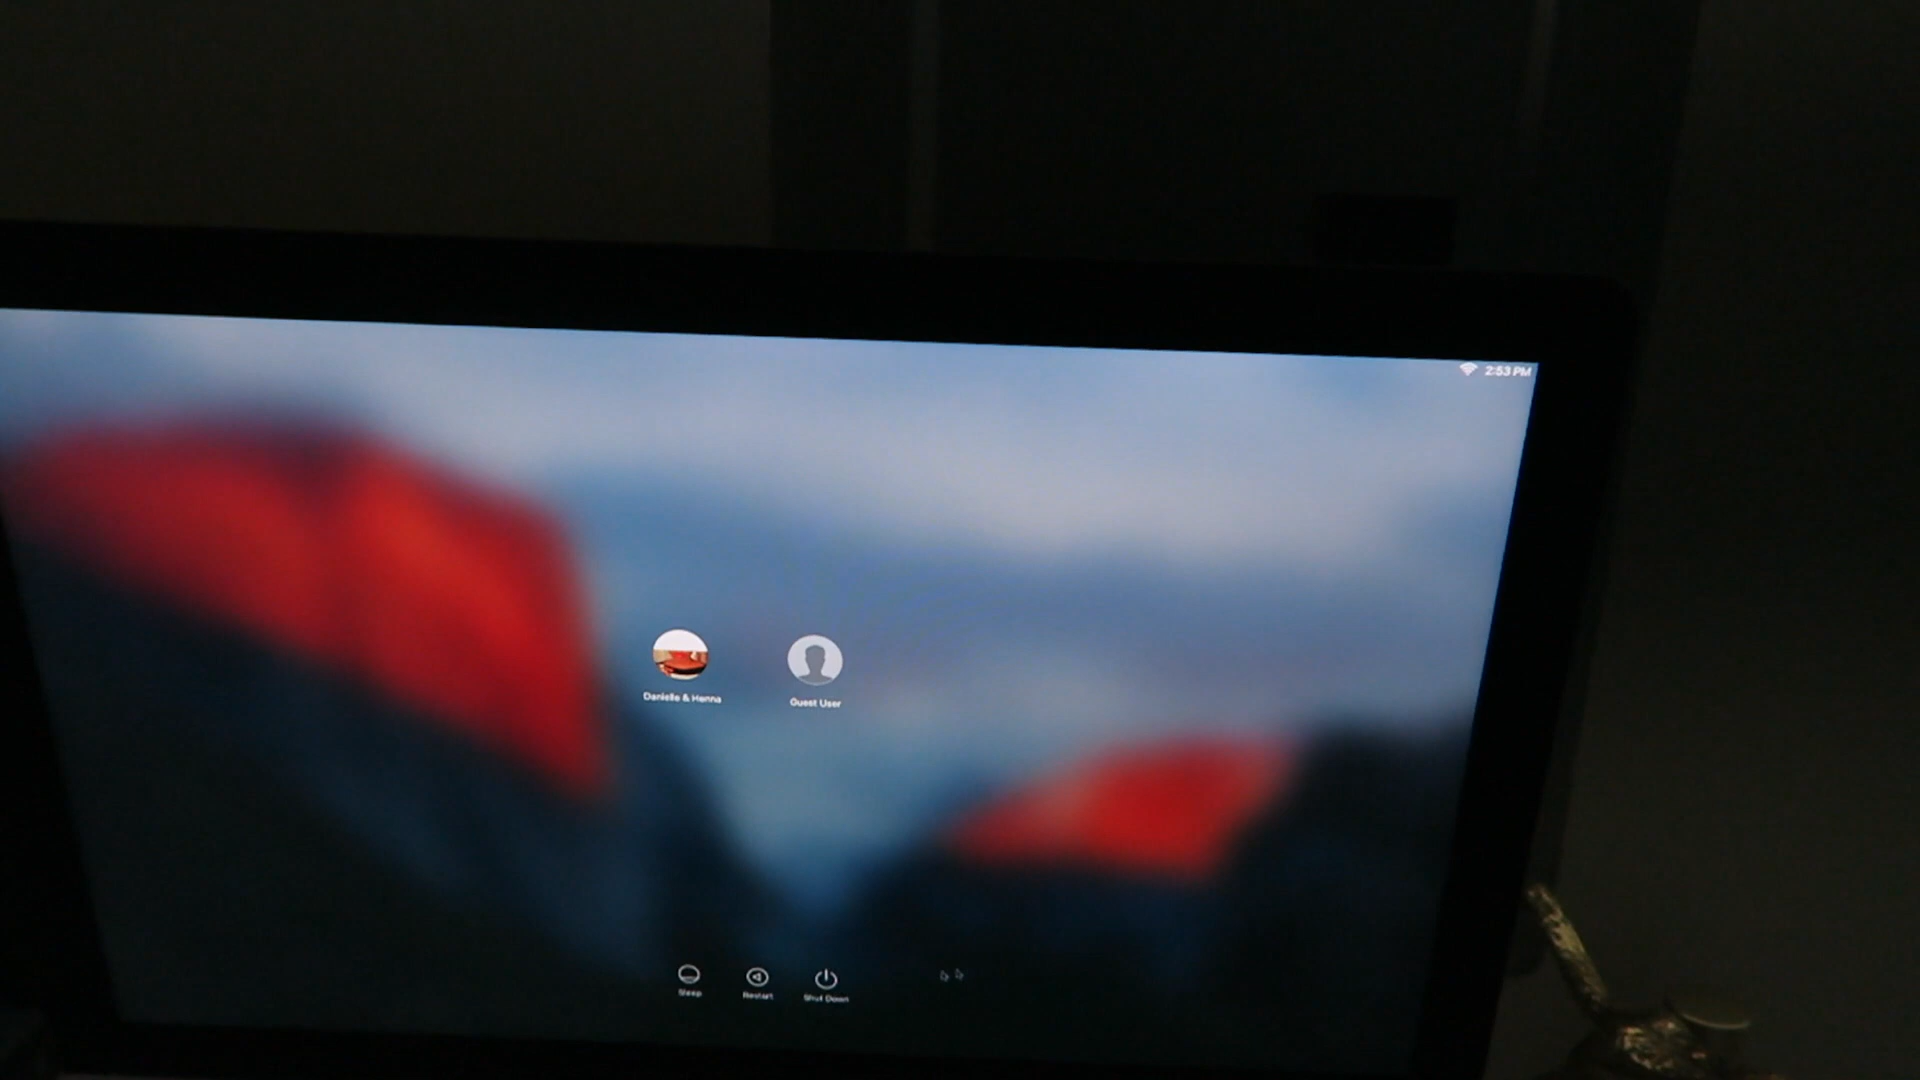 2:53 PM
Danielle & Henna
Guest User
Sleep
Restart
Shut Down